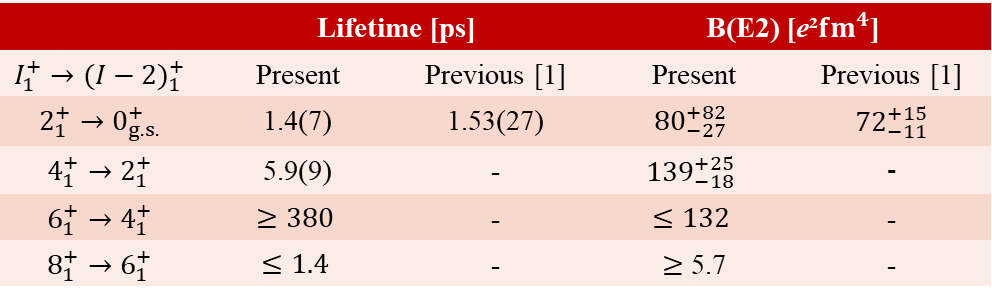 Lifetime [ps] B(E2) [e²fm⁴]
I₁⁺ → (I − 2)₁⁺ Present Previous [1] Present Previous [1]
2₁⁺ → 0⁺g.s. 1.4(7) 1.53(27) 80 +82 −27 72 +15 −11
4₁⁺ → 2₁⁺ 5.9(9) - 139 +25 −18 -
6₁⁺ → 4₁⁺ ≥ 380 - ≤ 132 -
8₁⁺ → 6₁⁺ ≤ 1.4 - ≥ 5.7 -